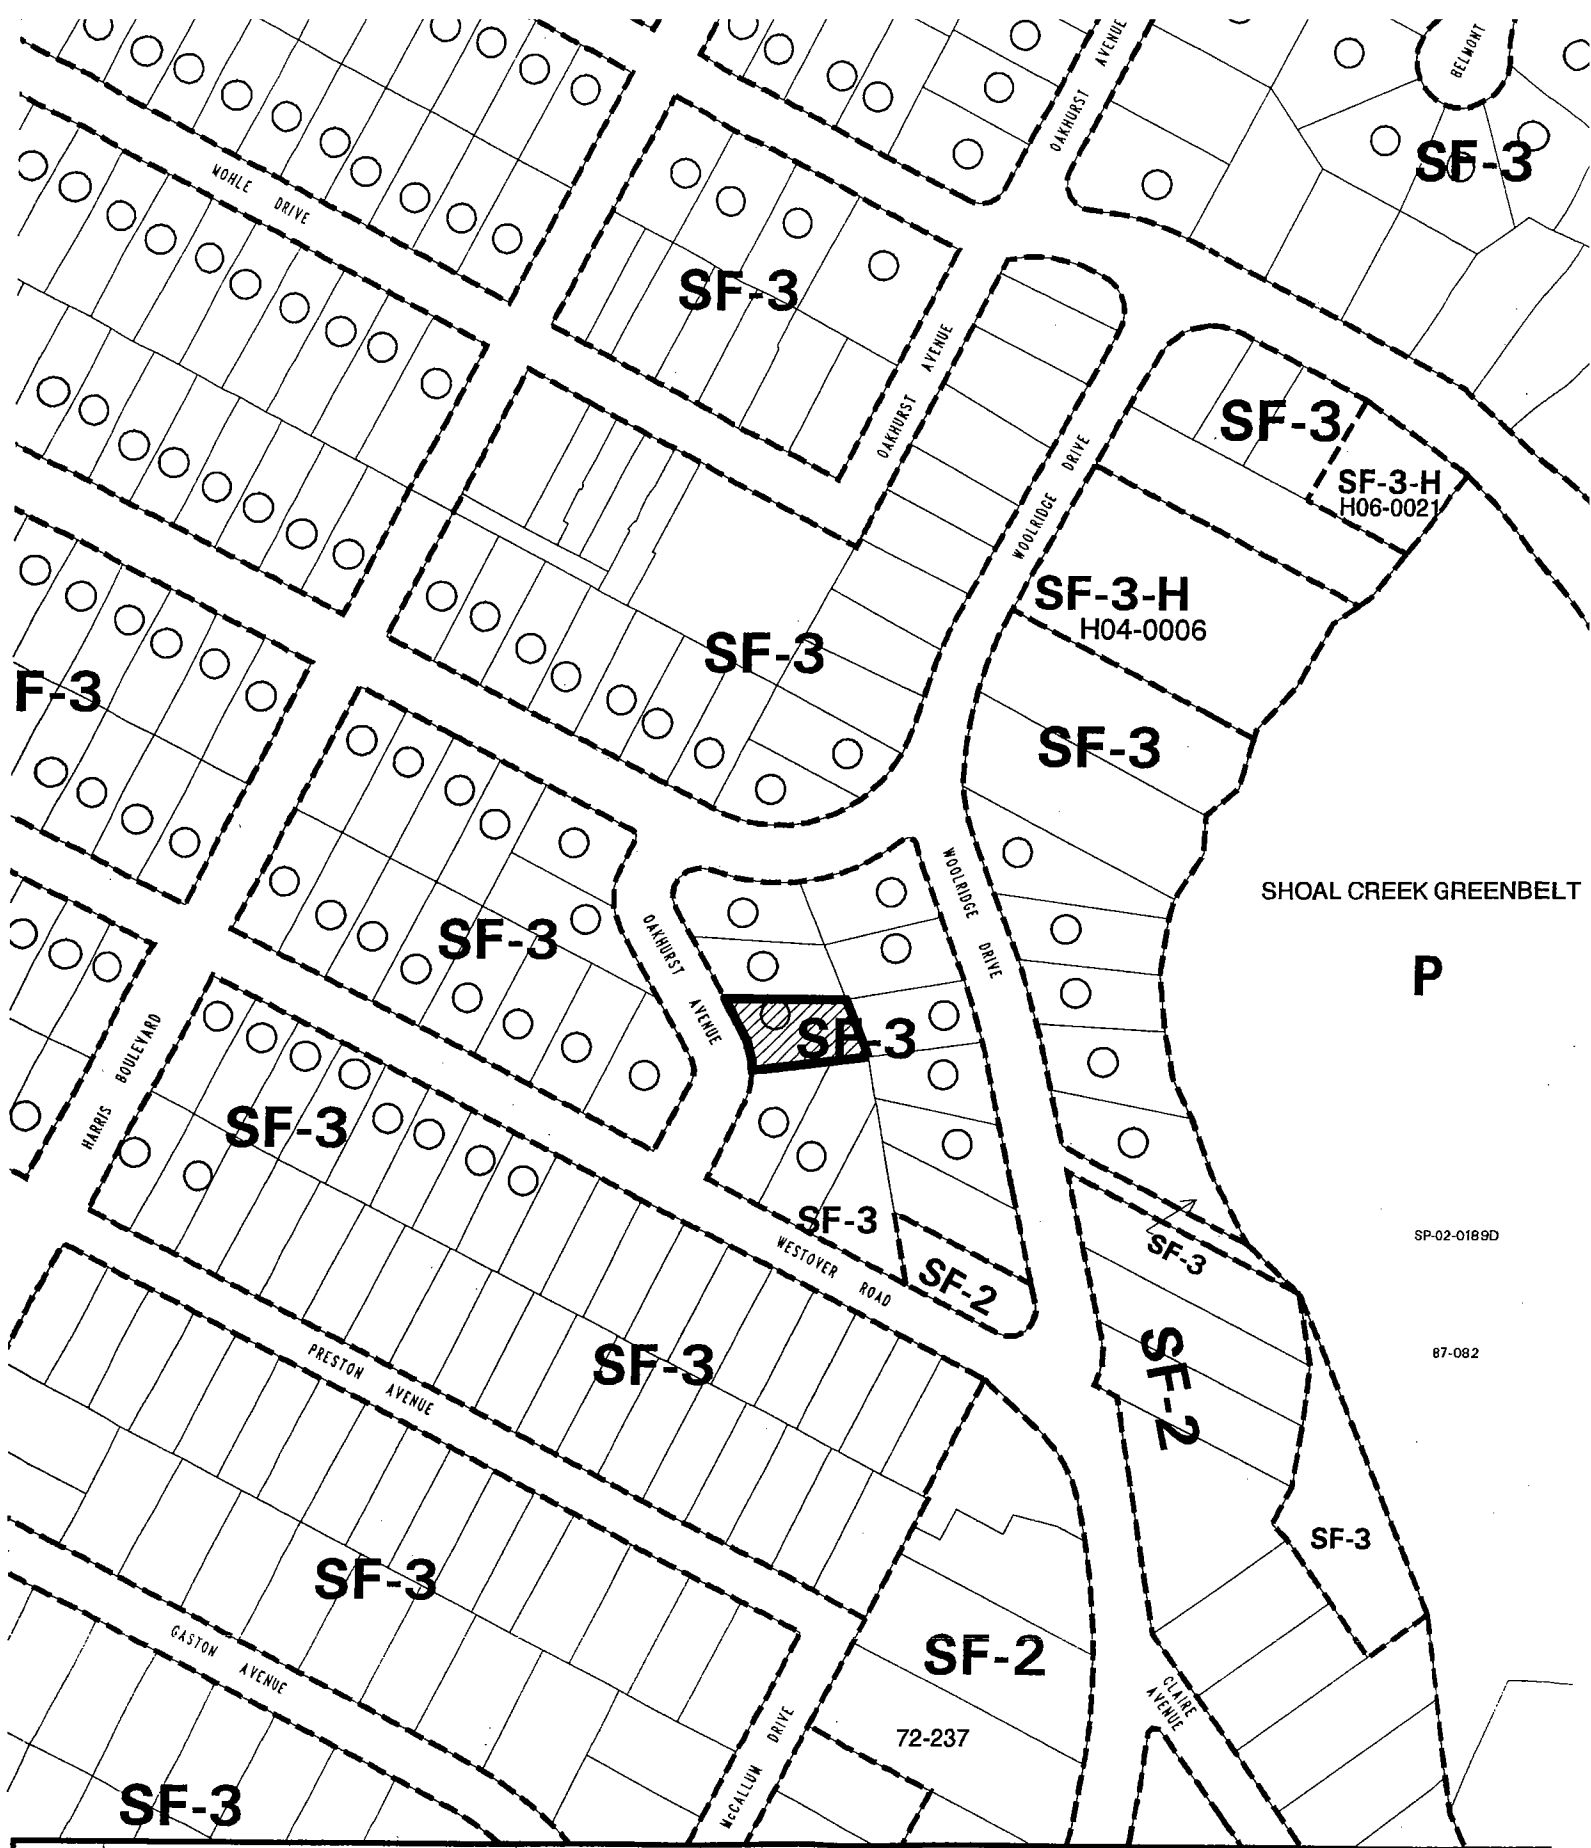 BELMONT
OAKHURST AVENUE
SF-3
MOHLE DRIVE
SF-3
OAKHURST AVENUE
SF-3
WOOLRIDGE DRIVE
SF-3-H
H06-0021
SF-3-H
H04-0006
SF-3
F-3
SF-3
WOOLRIDGE DRIVE
SHOAL CREEK GREENBELT
P
SF-3
OAKHURST AVENUE
SF-3
HARRIS BOULEVARD
SF-3
SF-3
WESTOVER ROAD
SF-2
SF-3
SP-02-0189D
SF-3
PRESTON AVENUE
SF-2
87-082
SF-3
SF-3
GASTON AVENUE
SF-2
CLAIRE
AVENUE
72-237
McCALLUM DRIVE
SF-3